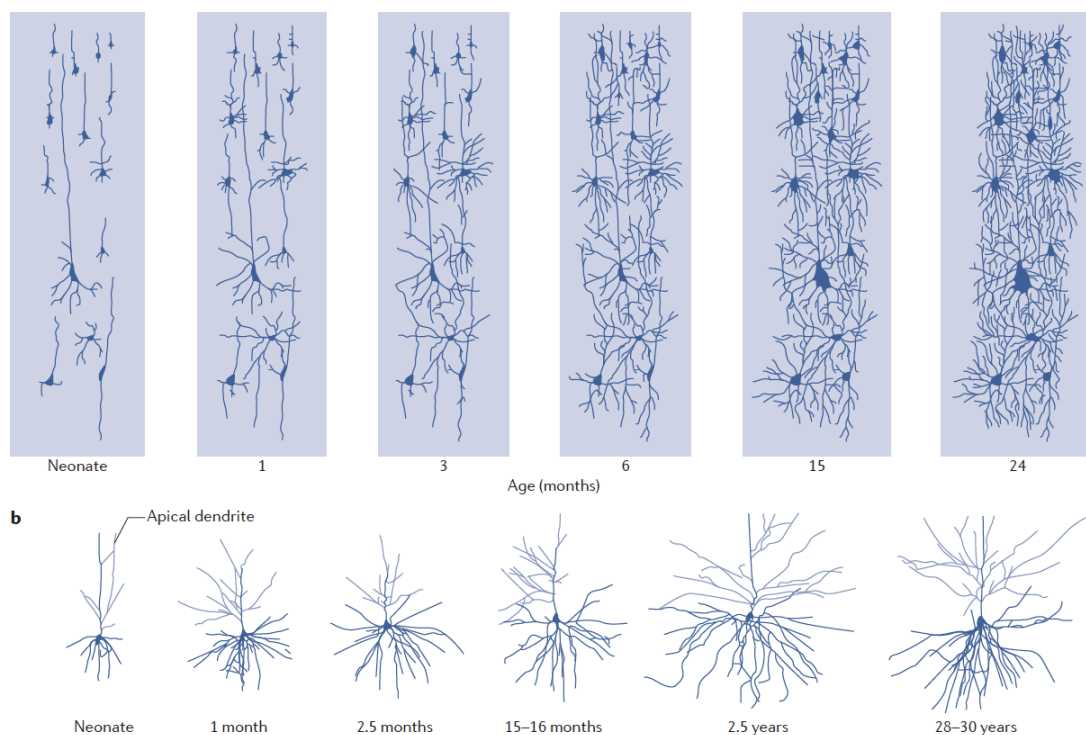 Neonate 1 3 6 15 24
Age (months)
b
Apical dendrite
Neonate 1 month 2.5 months 15–16 months 2.5 years 28–30 years